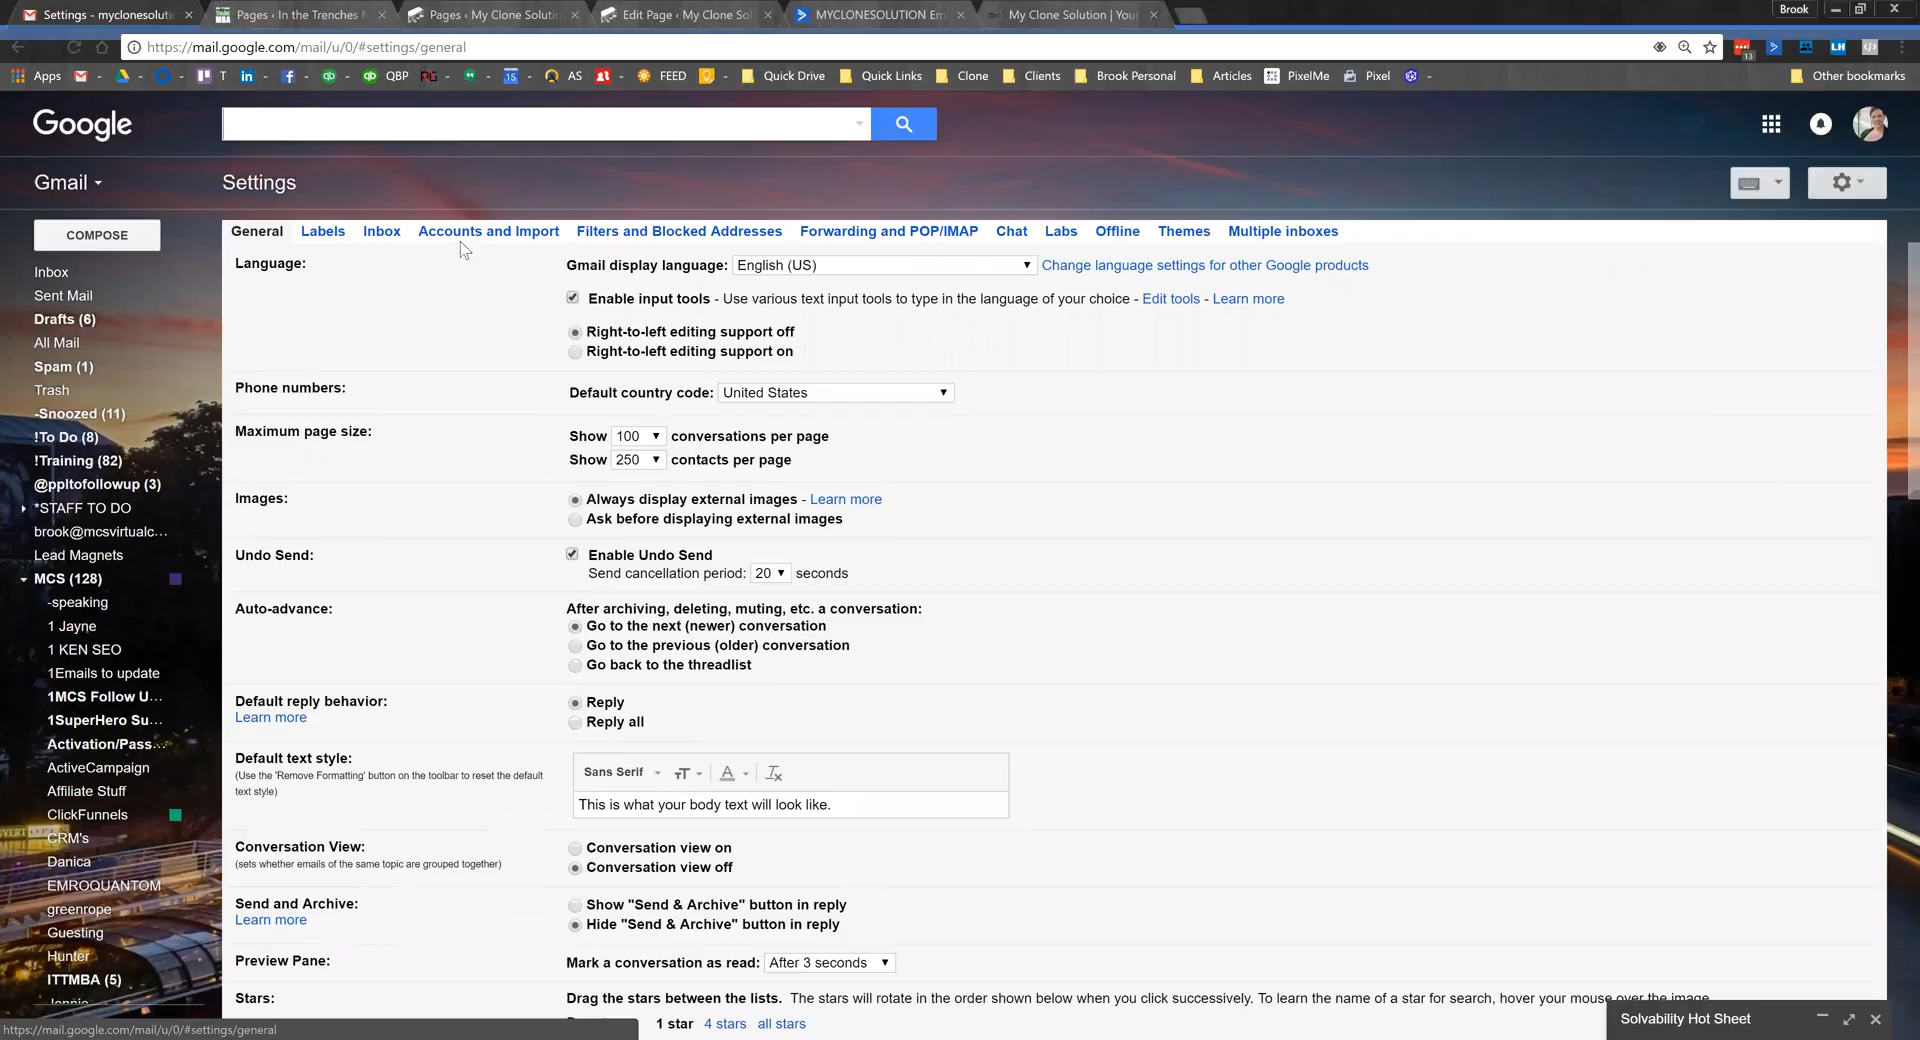 Settings - myclonesoluti
Pages ‹ In the Trenches M
Pages ‹ My Clone Solutio
Edit Page ‹ My Clone Sol
MYCLONESOLUTION Em
My Clone Solution | Your
Brook
https://mail.google.com/mail/u/0/#settings/general
13
LH
Apps
T
QBP
15
AS
FEED
Quick Drive
Quick Links
Clone
Clients
Brook Personal
Articles
PixelMe
Pixel
Other bookmarks
Google
Gmail
Settings
COMPOSE
Inbox
Sent Mail
Drafts (6)
All Mail
Spam (1)
Trash
-Snoozed (11)
!To Do (8)
!Training (82)
@ppltofollowup (3)
*STAFF TO DO
brook@mcsvirtualc...
Lead Magnets
MCS (128)
-speaking
1 Jayne
1 KEN SEO
1Emails to update
1MCS Follow U...
1SuperHero Su...
Activation/Pass...
ActiveCampaign
Affiliate Stuff
ClickFunnels
CRM's
Danica
EMROQUANTOM
greenrope
Guesting
Hunter
ITTMBA (5)
General Labels Inbox Accounts and Import Filters and Blocked Addresses Forwarding and POP/IMAP Chat Labs Offline Themes Multiple inboxes
Language:
Gmail display language: English (US) Change language settings for other Google products
Enable input tools - Use various text input tools to type in the language of your choice - Edit tools - Learn more
Right-to-left editing support off
Right-to-left editing support on
Phone numbers:
Default country code: United States
Maximum page size:
Show 100 conversations per page
Show 250 contacts per page
Images:
Always display external images - Learn more
Ask before displaying external images
Undo Send:
Enable Undo Send
Send cancellation period: 20 seconds
Auto-advance:
After archiving, deleting, muting, etc. a conversation:
Go to the next (newer) conversation
Go to the previous (older) conversation
Go back to the threadlist
Default reply behavior:
Learn more
Reply
Reply all
Default text style:
(Use the 'Remove Formatting' button on the toolbar to reset the default
text style)
Sans Serif
This is what your body text will look like.
Conversation View:
(sets whether emails of the same topic are grouped together)
Conversation view on
Conversation view off
Send and Archive:
Learn more
Show "Send & Archive" button in reply
Hide "Send & Archive" button in reply
Preview Pane:
Mark a conversation as read: After 3 seconds
Stars:
Drag the stars between the lists. The stars will rotate in the order shown below when you click successively. To learn the name of a star for search, hover your mouse over the image.
1 star 4 stars all stars
Solvability Hot Sheet
https://mail.google.com/mail/u/0/#settings/general